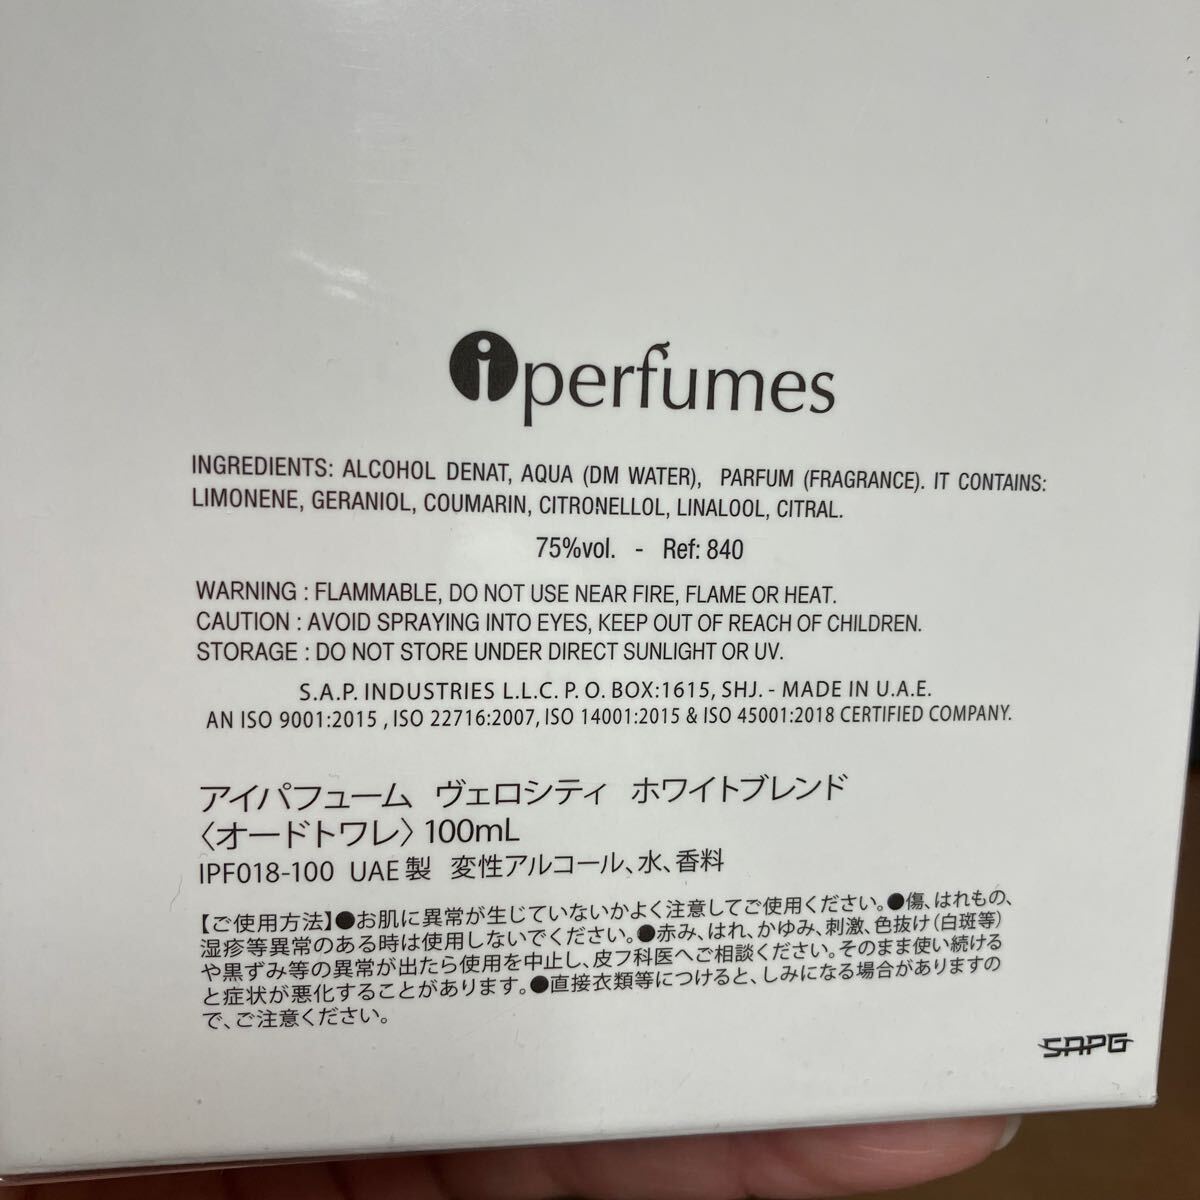 iperfumes
INGREDIENTS: ALCOHOL DENAT, AQUA (DM WATER), PARFUM (FRAGRANCE). IT CONTAINS:
LIMONENE, GERANIOL, COUMARIN, CITRONELLOL, LINALOOL, CITRAL.
75%vol. - Ref: 840
WARNING : FLAMMABLE, DO NOT USE NEAR FIRE, FLAME OR HEAT.
CAUTION : AVOID SPRAYING INTO EYES, KEEP OUT OF REACH OF CHILDREN.
STORAGE : DO NOT STORE UNDER DIRECT SUNLIGHT OR UV.
S.A.P. INDUSTRIES L.L.C. P. O. BOX:1615, SHJ. - MADE IN U.A.E.
AN ISO 9001:2015 , ISO 22716:2007, ISO 14001:2015 & ISO 45001:2018 CERTIFIED COMPANY.
アイパフューム ヴェロシティ ホワイトブレンド
〈オードトワレ〉100mL
IPF018-100 UAE製 変性アルコール、水、香料
【ご使用方法】●お肌に異常が生じていないかよく注意してご使用ください。●傷、はれもの、
湿疹等異常のある時は使用しないでください。●赤み、はれ、かゆみ、刺激、色抜け(白斑等)
や黒ずみ等の異常が出たら使用を中止し、皮フ科医へご相談ください。そのまま使い続ける
と症状が悪化することがあります。●直接衣類等につけると、しみになる場合がありますの
で、ご注意ください。
SAPG